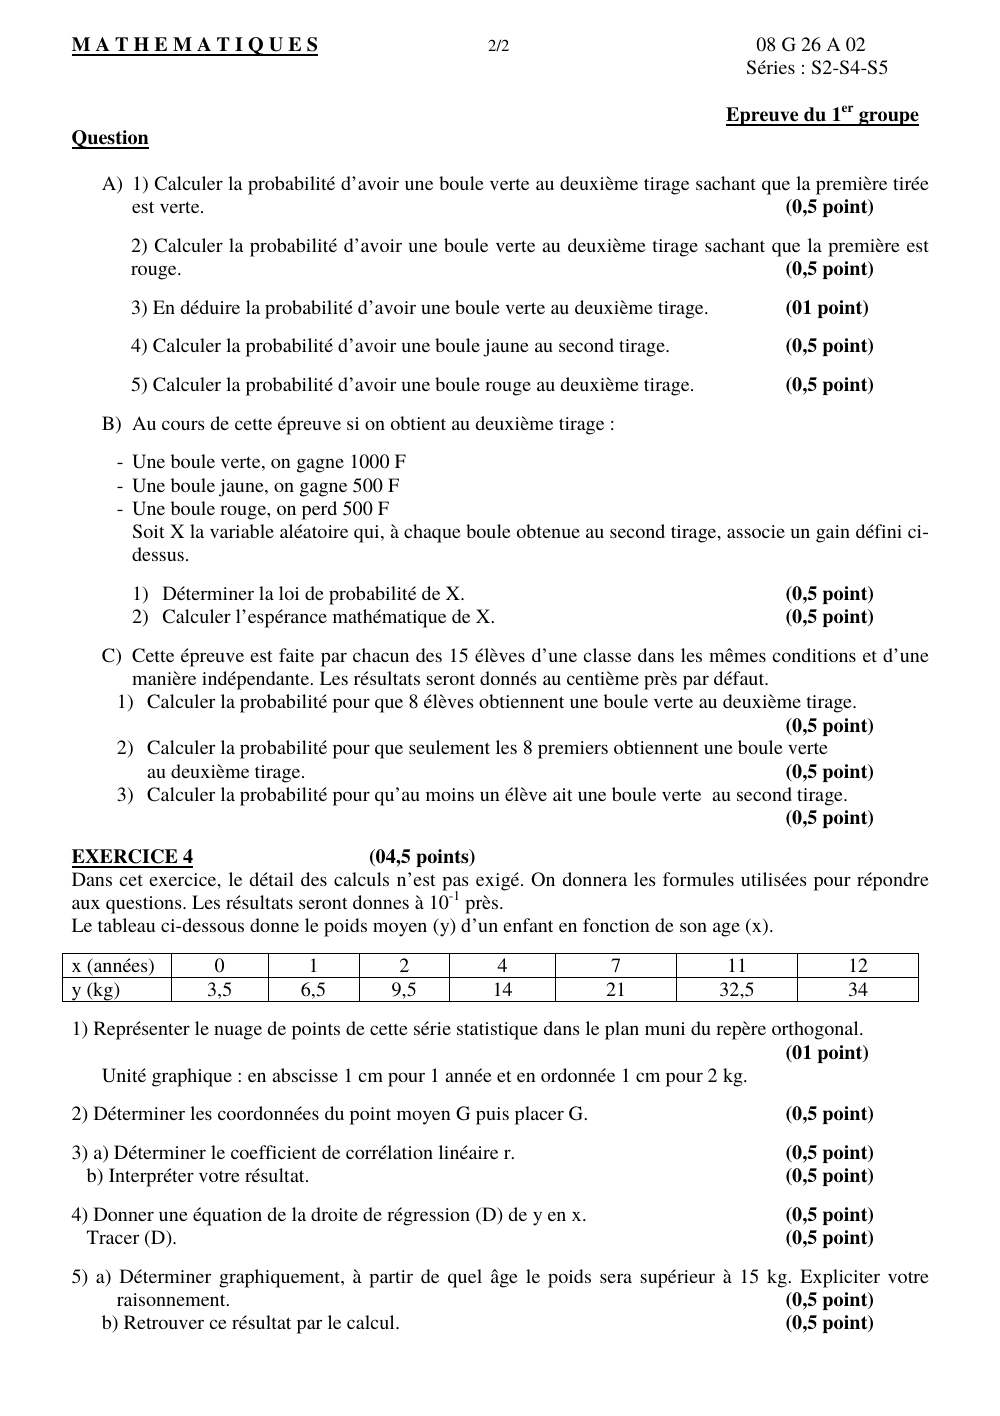 MATHEMATIQUES 2/2 08 G 26 A 02
Séries : S2-S4-S5
Epreuve du 1er groupe
Question
A) 1) Calculer la probabilité d’avoir une boule verte au deuxième tirage sachant que la première tirée
est verte. (0,5 point)
2) Calculer la probabilité d’avoir une boule verte au deuxième tirage sachant que la première est
rouge. (0,5 point)
3) En déduire la probabilité d’avoir une boule verte au deuxième tirage. (01 point)
4) Calculer la probabilité d’avoir une boule jaune au second tirage. (0,5 point)
5) Calculer la probabilité d’avoir une boule rouge au deuxième tirage. (0,5 point)
B) Au cours de cette épreuve si on obtient au deuxième tirage :
- Une boule verte, on gagne 1000 F
- Une boule jaune, on gagne 500 F
- Une boule rouge, on perd 500 F
Soit X la variable aléatoire qui, à chaque boule obtenue au second tirage, associe un gain défini ci-
dessus.
1) Déterminer la loi de probabilité de X. (0,5 point)
2) Calculer l’espérance mathématique de X. (0,5 point)
C) Cette épreuve est faite par chacun des 15 élèves d’une classe dans les mêmes conditions et d’une
manière indépendante. Les résultats seront donnés au centième près par défaut.
1) Calculer la probabilité pour que 8 élèves obtiennent une boule verte au deuxième tirage.
(0,5 point)
2) Calculer la probabilité pour que seulement les 8 premiers obtiennent une boule verte
au deuxième tirage. (0,5 point)
3) Calculer la probabilité pour qu’au moins un élève ait une boule verte au second tirage.
(0,5 point)
EXERCICE 4 (04,5 points)
Dans cet exercice, le détail des calculs n’est pas exigé. On donnera les formules utilisées pour répondre
aux questions. Les résultats seront donnes à 10-1 près.
Le tableau ci-dessous donne le poids moyen (y) d’un enfant en fonction de son age (x).
x (années) 0 1 2 4 7 11 12
y (kg) 3,5 6,5 9,5 14 21 32,5 34
1) Représenter le nuage de points de cette série statistique dans le plan muni du repère orthogonal.
(01 point)
Unité graphique : en abscisse 1 cm pour 1 année et en ordonnée 1 cm pour 2 kg.
2) Déterminer les coordonnées du point moyen G puis placer G. (0,5 point)
3) a) Déterminer le coefficient de corrélation linéaire r. (0,5 point)
b) Interpréter votre résultat. (0,5 point)
4) Donner une équation de la droite de régression (D) de y en x. (0,5 point)
Tracer (D). (0,5 point)
5) a) Déterminer graphiquement, à partir de quel âge le poids sera supérieur à 15 kg. Expliciter votre
raisonnement. (0,5 point)
b) Retrouver ce résultat par le calcul. (0,5 point)